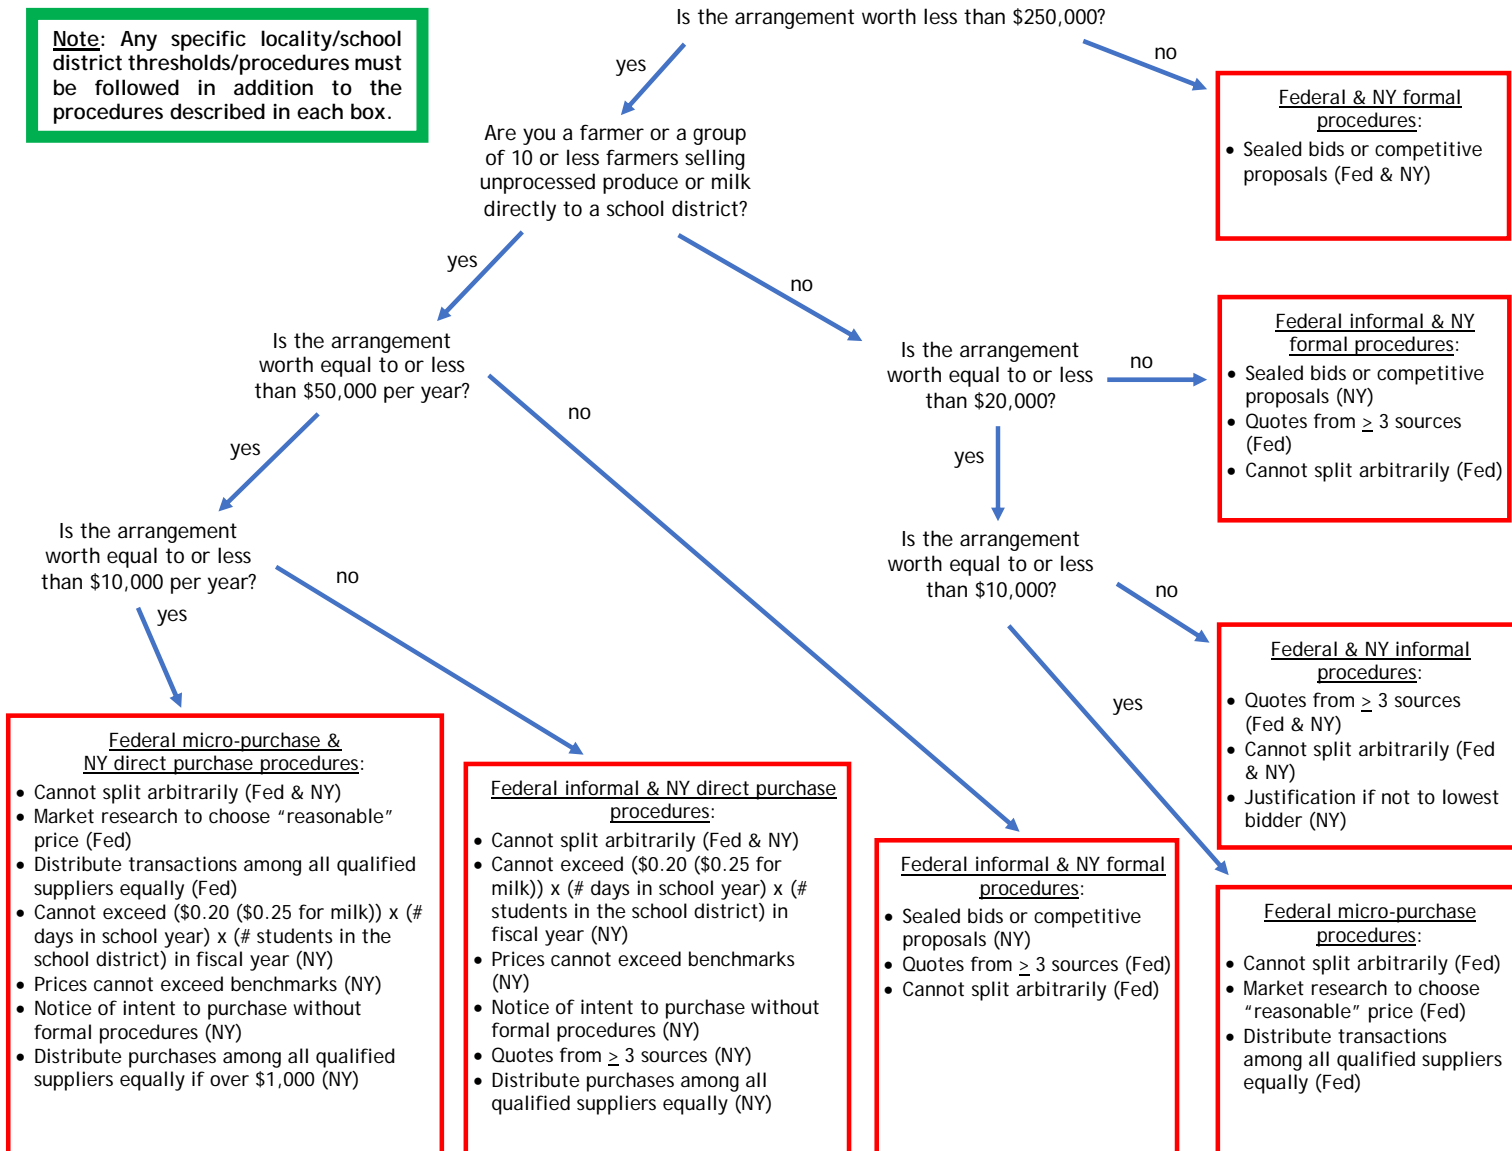 Is the arrangement worth less than $250,000?
Note: Any specific locality/school
district thresholds/procedures must
be followed in addition to the
procedures described in each box.
yes
no
Federal & NY formal
procedures:
• Sealed bids or competitive
proposals (Fed & NY)
Are you a farmer or a group
of 10 or less farmers selling
unprocessed produce or milk
directly to a school district?
yes
no
Is the arrangement
worth equal to or less
than $50,000 per year?
Is the arrangement
worth equal to or less
than $20,000?
no
Federal informal & NY
formal procedures:
• Sealed bids or competitive
proposals (NY)
• Quotes from ≥ 3 sources
(Fed)
• Cannot split arbitrarily (Fed)
yes
no
yes
Is the arrangement
worth equal to or less
than $10,000 per year?
Is the arrangement
worth equal to or less
than $10,000?
yes
no
no
yes
Federal & NY informal
procedures:
• Quotes from ≥ 3 sources
(Fed & NY)
• Cannot split arbitrarily (Fed
& NY)
• Justification if not to lowest
bidder (NY)
Federal micro-purchase &
NY direct purchase procedures:
• Cannot split arbitrarily (Fed & NY)
• Market research to choose “reasonable”
price (Fed)
• Distribute transactions among all qualified
suppliers equally (Fed)
• Cannot exceed ($0.20 ($0.25 for milk)) x (#
days in school year) x (# students in the
school district) in fiscal year (NY)
• Prices cannot exceed benchmarks (NY)
• Notice of intent to purchase without
formal procedures (NY)
• Distribute purchases among all qualified
suppliers equally if over $1,000 (NY)
Federal informal & NY direct purchase
procedures:
• Cannot split arbitrarily (Fed & NY)
• Cannot exceed ($0.20 ($0.25 for
milk)) x (# days in school year) x (#
students in the school district) in
fiscal year (NY)
• Prices cannot exceed benchmarks
(NY)
• Notice of intent to purchase without
formal procedures (NY)
• Quotes from ≥ 3 sources (NY)
• Distribute purchases among all
qualified suppliers equally (NY)
Federal informal & NY formal
procedures:
• Sealed bids or competitive
proposals (NY)
• Quotes from ≥ 3 sources (Fed)
• Cannot split arbitrarily (Fed)
Federal micro-purchase
procedures:
• Cannot split arbitrarily (Fed)
• Market research to choose
“reasonable” price (Fed)
• Distribute transactions
among all qualified suppliers
equally (Fed)